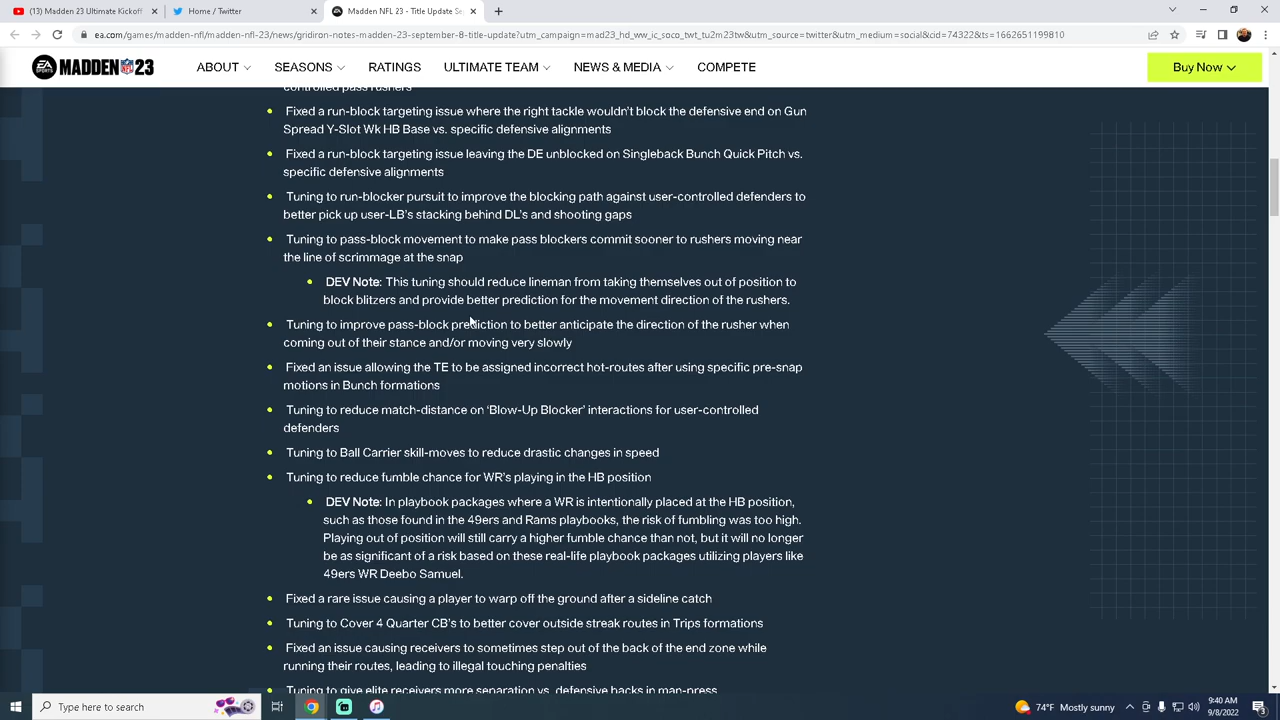 (13) Madden 23 Ultimate Kickoff
Home / Twitter
Madden NFL 23 - Title Update Se
ea.com/games/madden-nfl/madden-nfl-23/news/gridiron-notes-madden-23-september-8-title-update?utm_campaign=mad23_hd_ww_ic_soco_twt_tu2m23tw&utm_source=twitter&utm_medium=social&cid=74322&ts=1662651199810
EA SPORTS MADDEN NFL 23 ABOUT SEASONS RATINGS ULTIMATE TEAM NEWS & MEDIA COMPETE Buy Now
controlled pass rushers
Fixed a run-block targeting issue where the right tackle wouldn't block the defensive end on Gun
Spread Y-Slot Wk HB Base vs. specific defensive alignments
Fixed a run-block targeting issue leaving the DE unblocked on Singleback Bunch Quick Pitch vs.
specific defensive alignments
Tuning to run-blocker pursuit to improve the blocking path against user-controlled defenders to
better pick up user-LB's stacking behind DL's and shooting gaps
Tuning to pass-block movement to make pass blockers commit sooner to rushers moving near
the line of scrimmage at the snap
DEV Note: This tuning should reduce lineman from taking themselves out of position to
block blitzers and provide better prediction for the movement direction of the rushers.
Tuning to improve pass-block prediction to better anticipate the direction of the rusher when
coming out of their stance and/or moving very slowly
Fixed an issue allowing the TE to be assigned incorrect hot-routes after using specific pre-snap
motions in Bunch formations
Tuning to reduce match-distance on 'Blow-Up Blocker' interactions for user-controlled
defenders
Tuning to Ball Carrier skill-moves to reduce drastic changes in speed
Tuning to reduce fumble chance for WR's playing in the HB position
DEV Note: In playbook packages where a WR is intentionally placed at the HB position,
such as those found in the 49ers and Rams playbooks, the risk of fumbling was too high.
Playing out of position will still carry a higher fumble chance than not, but it will no longer
be as significant of a risk based on these real-life playbook packages utilizing players like
49ers WR Deebo Samuel.
Fixed a rare issue causing a player to warp off the ground after a sideline catch
Tuning to Cover 4 Quarter CB's to better cover outside streak routes in Trips formations
Fixed an issue causing receivers to sometimes step out of the back of the end zone while
running their routes, leading to illegal touching penalties
Tuning to give elite receivers more separation vs. defensive backs in man-press
Type here to search
74°F Mostly sunny
9:40 AM
9/8/2022
3